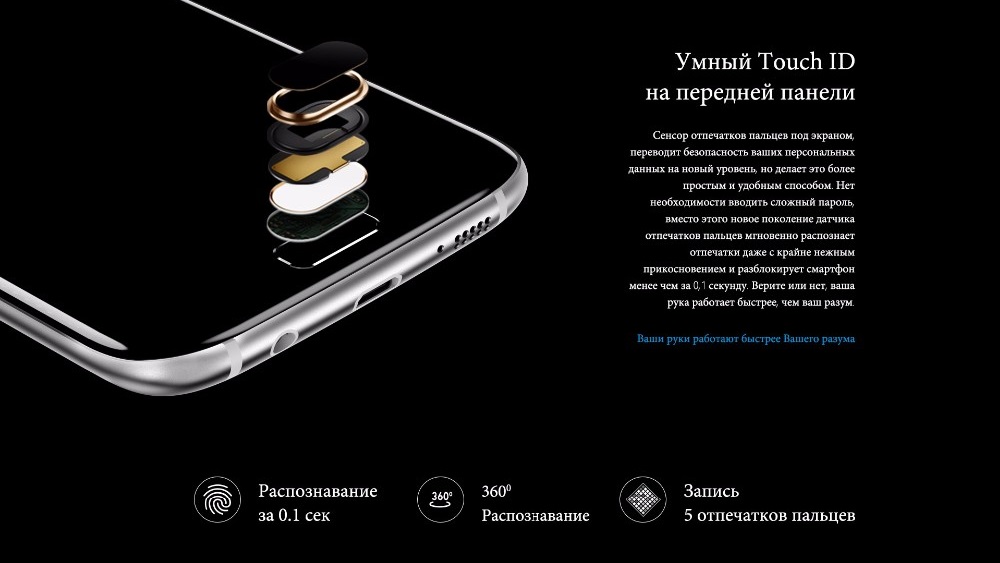 Умный Touch ID
на передней панели
Сенсор отпечатков пальцев под экраном,
переводит безопасность ваших персональных
данных на новый уровень, но делает это более
простым и удобным способом. Нет
необходимости вводить сложный пароль,
вместо этого новое поколение датчика
отпечатков пальцев мгновенно распознает
отпечатки даже с крайне нежным
прикосновением и разблокирует смартфон
менее чем за 0,1 секунду. Верите или нет, ваша
рука работает быстрее, чем ваш разум.
Ваши руки работают быстрее Вашего разума
Распознавание
за 0.1 сек
360⁰
360⁰
Распознавание
Запись
5 отпечатков пальцев